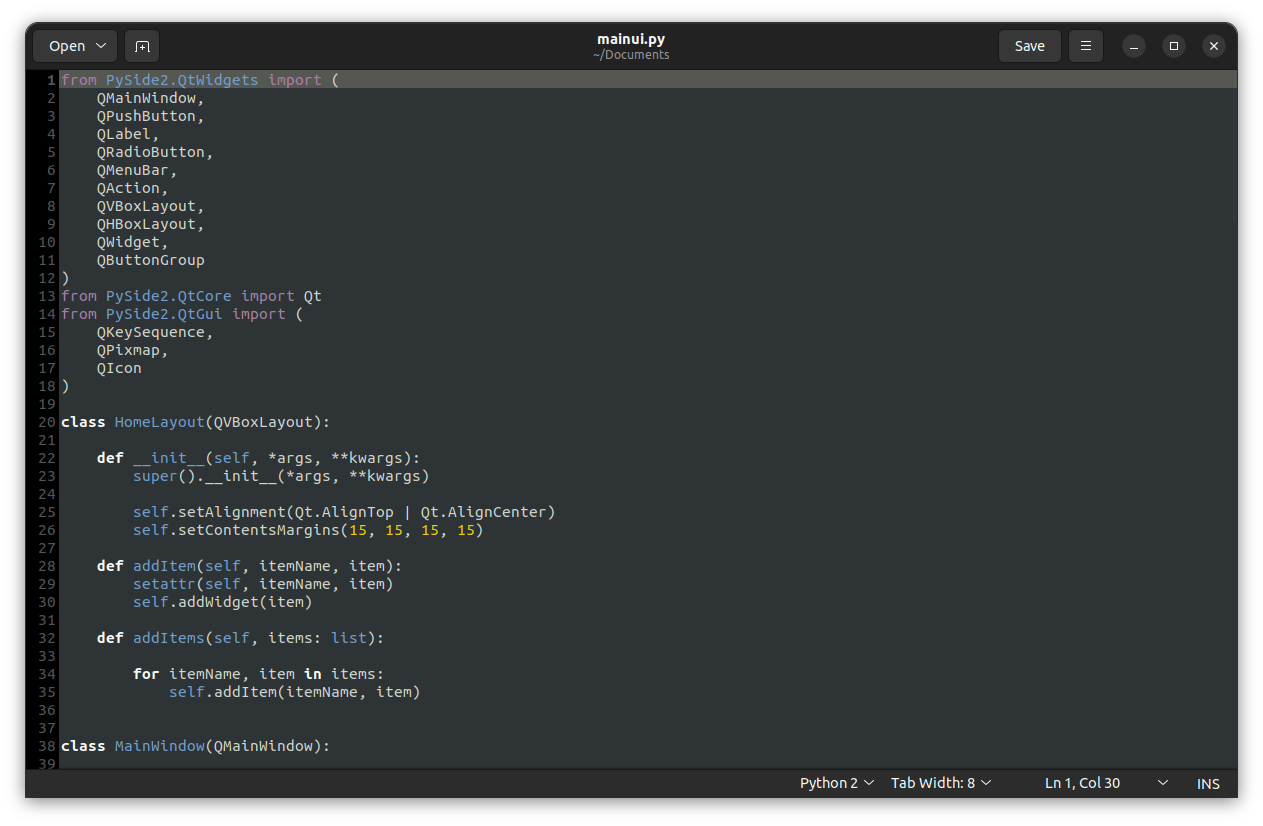 Open
mainui.py
~/Documents
Save
1 from PySide2.QtWidgets import (
2     QMainWindow,
3     QPushButton,
4     QLabel,
5     QRadioButton,
6     QMenuBar,
7     QAction,
8     QVBoxLayout,
9     QHBoxLayout,
10     QWidget,
11     QButtonGroup
12 )
13 from PySide2.QtCore import Qt
14 from PySide2.QtGui import (
15     QKeySequence,
16     QPixmap,
17     QIcon
18 )
19
20 class HomeLayout(QVBoxLayout):
21
22     def __init__(self, *args, **kwargs):
23         super().__init__(*args, **kwargs)
24
25         self.setAlignment(Qt.AlignTop | Qt.AlignCenter)
26         self.setContentsMargins(15, 15, 15, 15)
27
28     def addItem(self, itemName, item):
29         setattr(self, itemName, item)
30         self.addWidget(item)
31
32     def addItems(self, items: list):
33
34         for itemName, item in items:
35             self.addItem(itemName, item)
36
37
38 class MainWindow(QMainWindow):
39
Python 2 Tab Width: 8 Ln 1, Col 30 INS